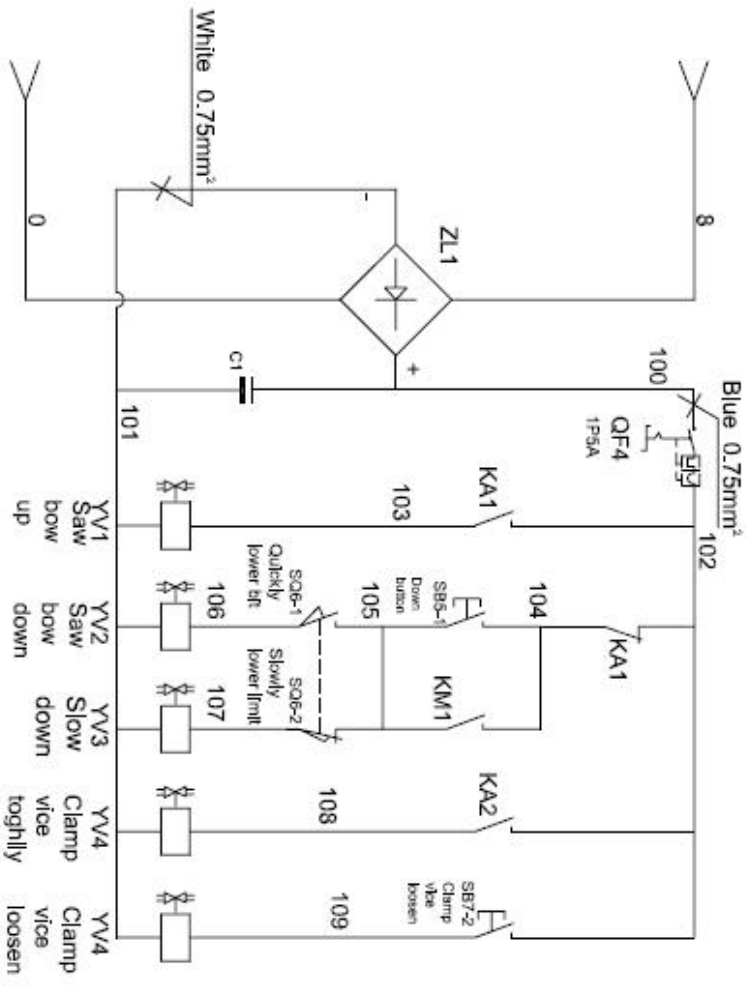 White 0.75mm²
0
8
-
ZL1
+
C1
101
100
Blue 0.75mm²
QF4
1P5A
102
KA1
103
YV1
Saw
bow
up
KA1
104
SB5-1
Down
button
105
SQ6-1
Quickly
106
YV2
Saw
bow
down
KM1
SQ6-2
Slowly
lower limit
107
YV3
Slow
down
KA2
108
YV4
Clamp
vice
toghlly
SB7-2
Clamp
vice
loosen
109
YV4
Clamp
vice
loosen